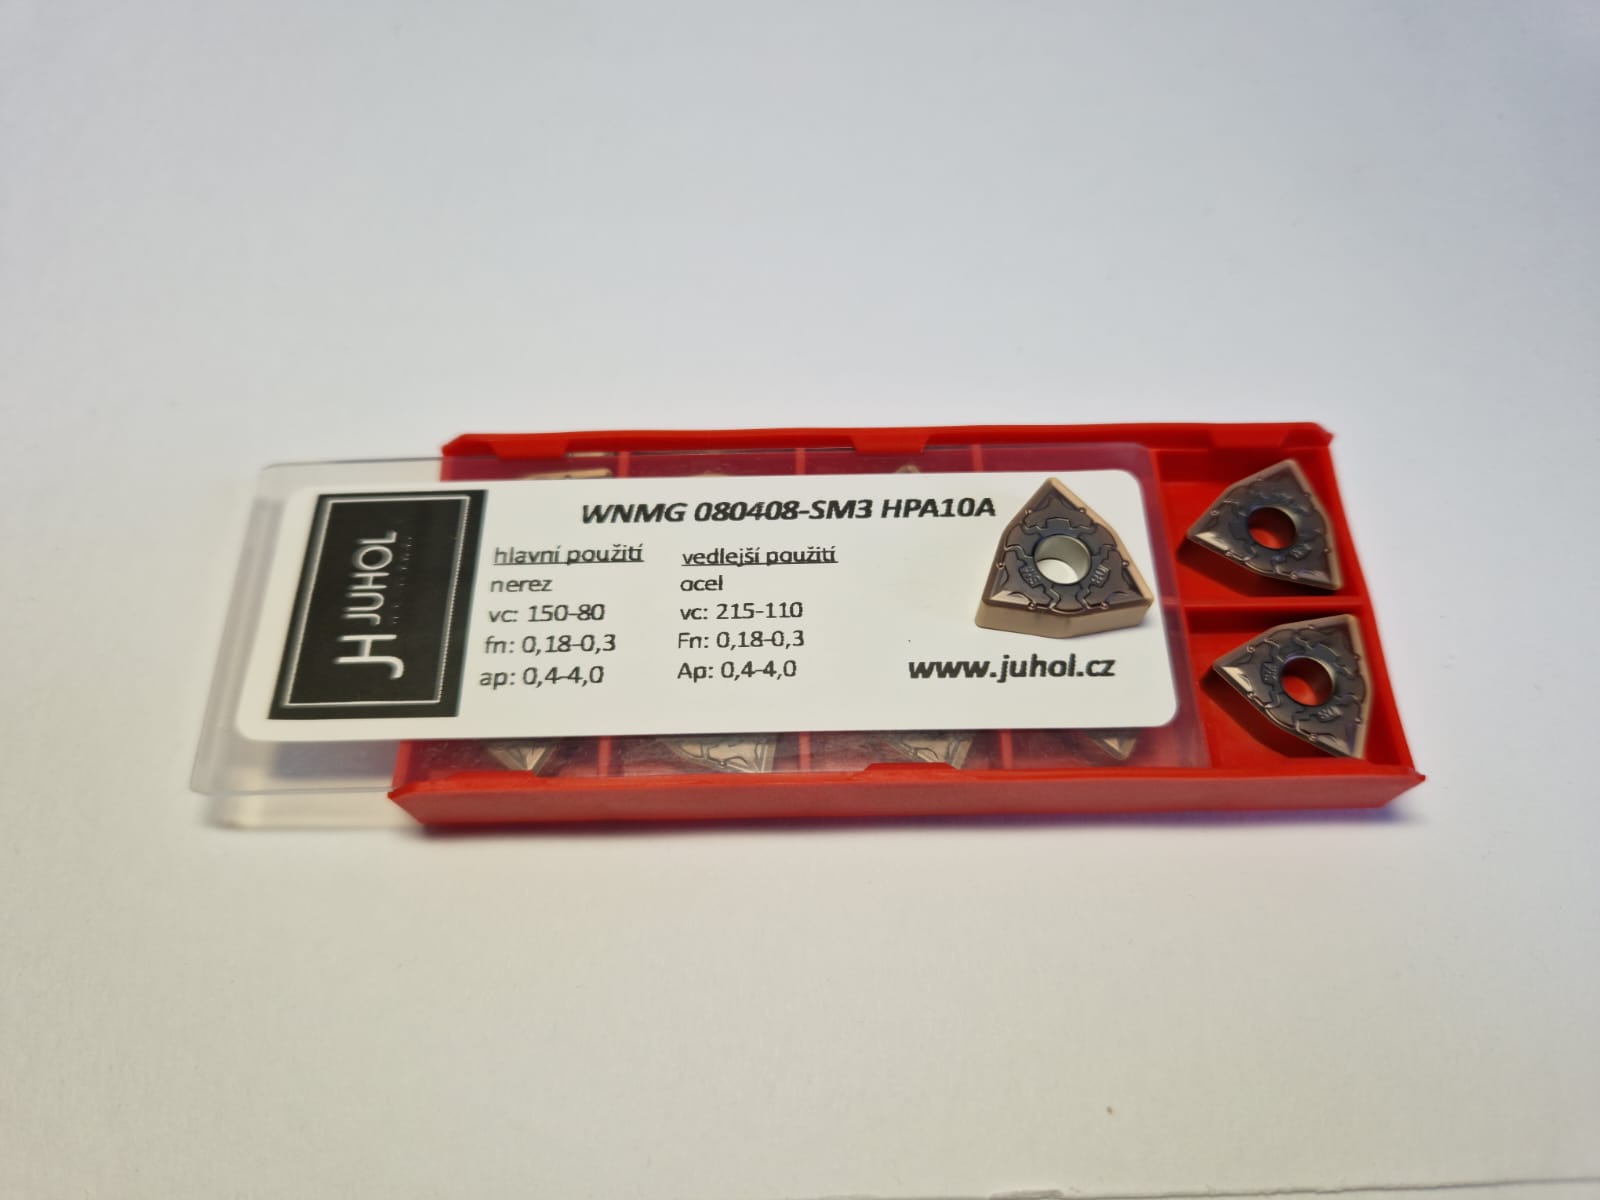 JUHOL
WNMG 080408-SM3 HPA10A
hlavní použití
nerez
vc: 150-80
fn: 0,18-0,3
ap: 0,4-4,0
vedlejší použití
ocel
vc: 215-110
Fn: 0,18-0,3
Ap: 0,4-4,0
www.juhol.cz